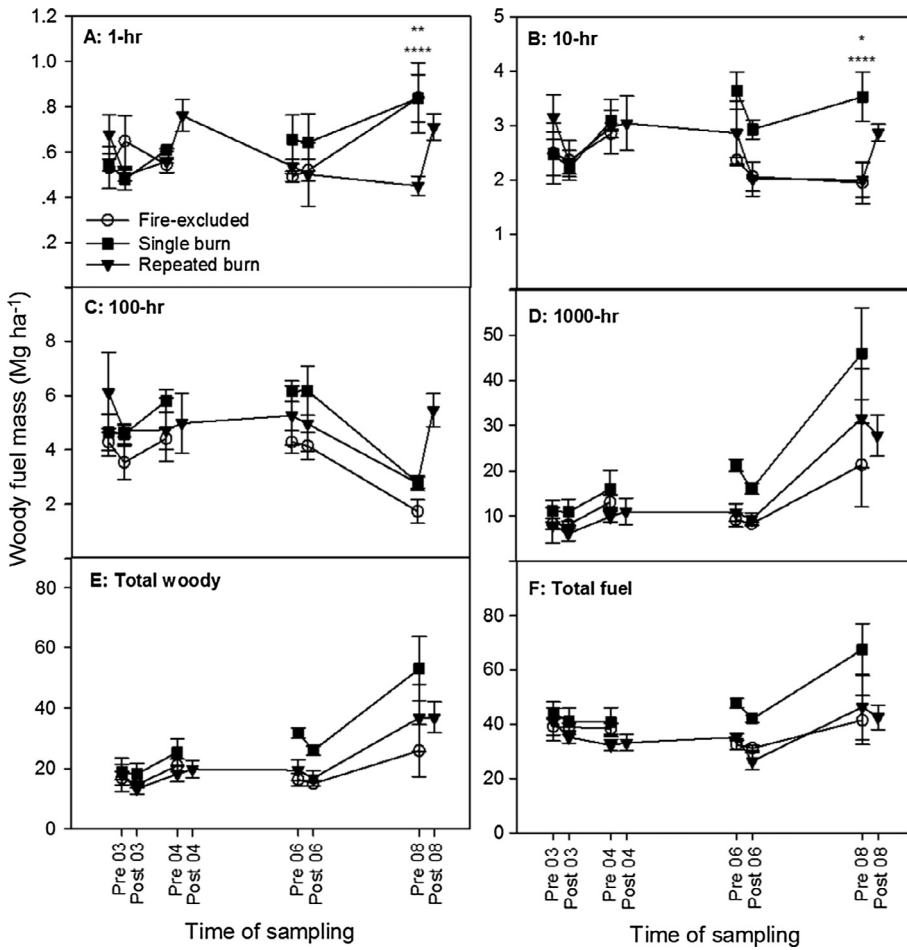 Woody fuel mass (Mg ha⁻¹)
A: 1-hr
**
****
1.2
1.0
.8
.6
.4
.2
Fire-excluded
Single burn
Repeated burn
B: 10-hr
*
****
5
4
3
2
1
C: 100-hr
8
6
4
2
D: 1000-hr
50
40
30
20
10
E: Total woody
80
60
40
20
0
Pre 03
Post 03
Pre 04
Post 04
Pre 06
Post 06
Pre 08
Post 08
Time of sampling
F: Total fuel
80
60
40
20
0
Pre 03
Post 03
Pre 04
Post 04
Pre 06
Post 06
Pre 08
Post 08
Time of sampling